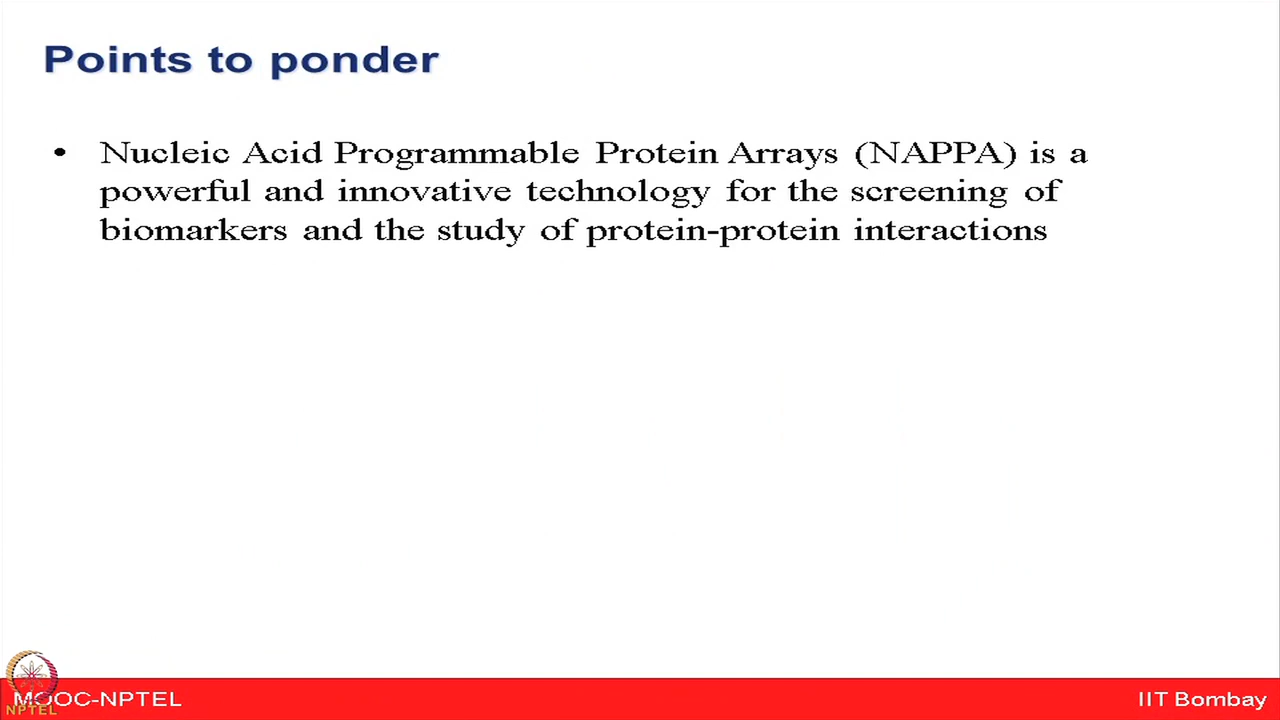 Points to ponder
• Nucleic Acid Programmable Protein Arrays (NAPPA) is a
powerful and innovative technology for the screening of
biomarkers and the study of protein-protein interactions
MOOC-NPTEL
IIT Bombay
NPTEL